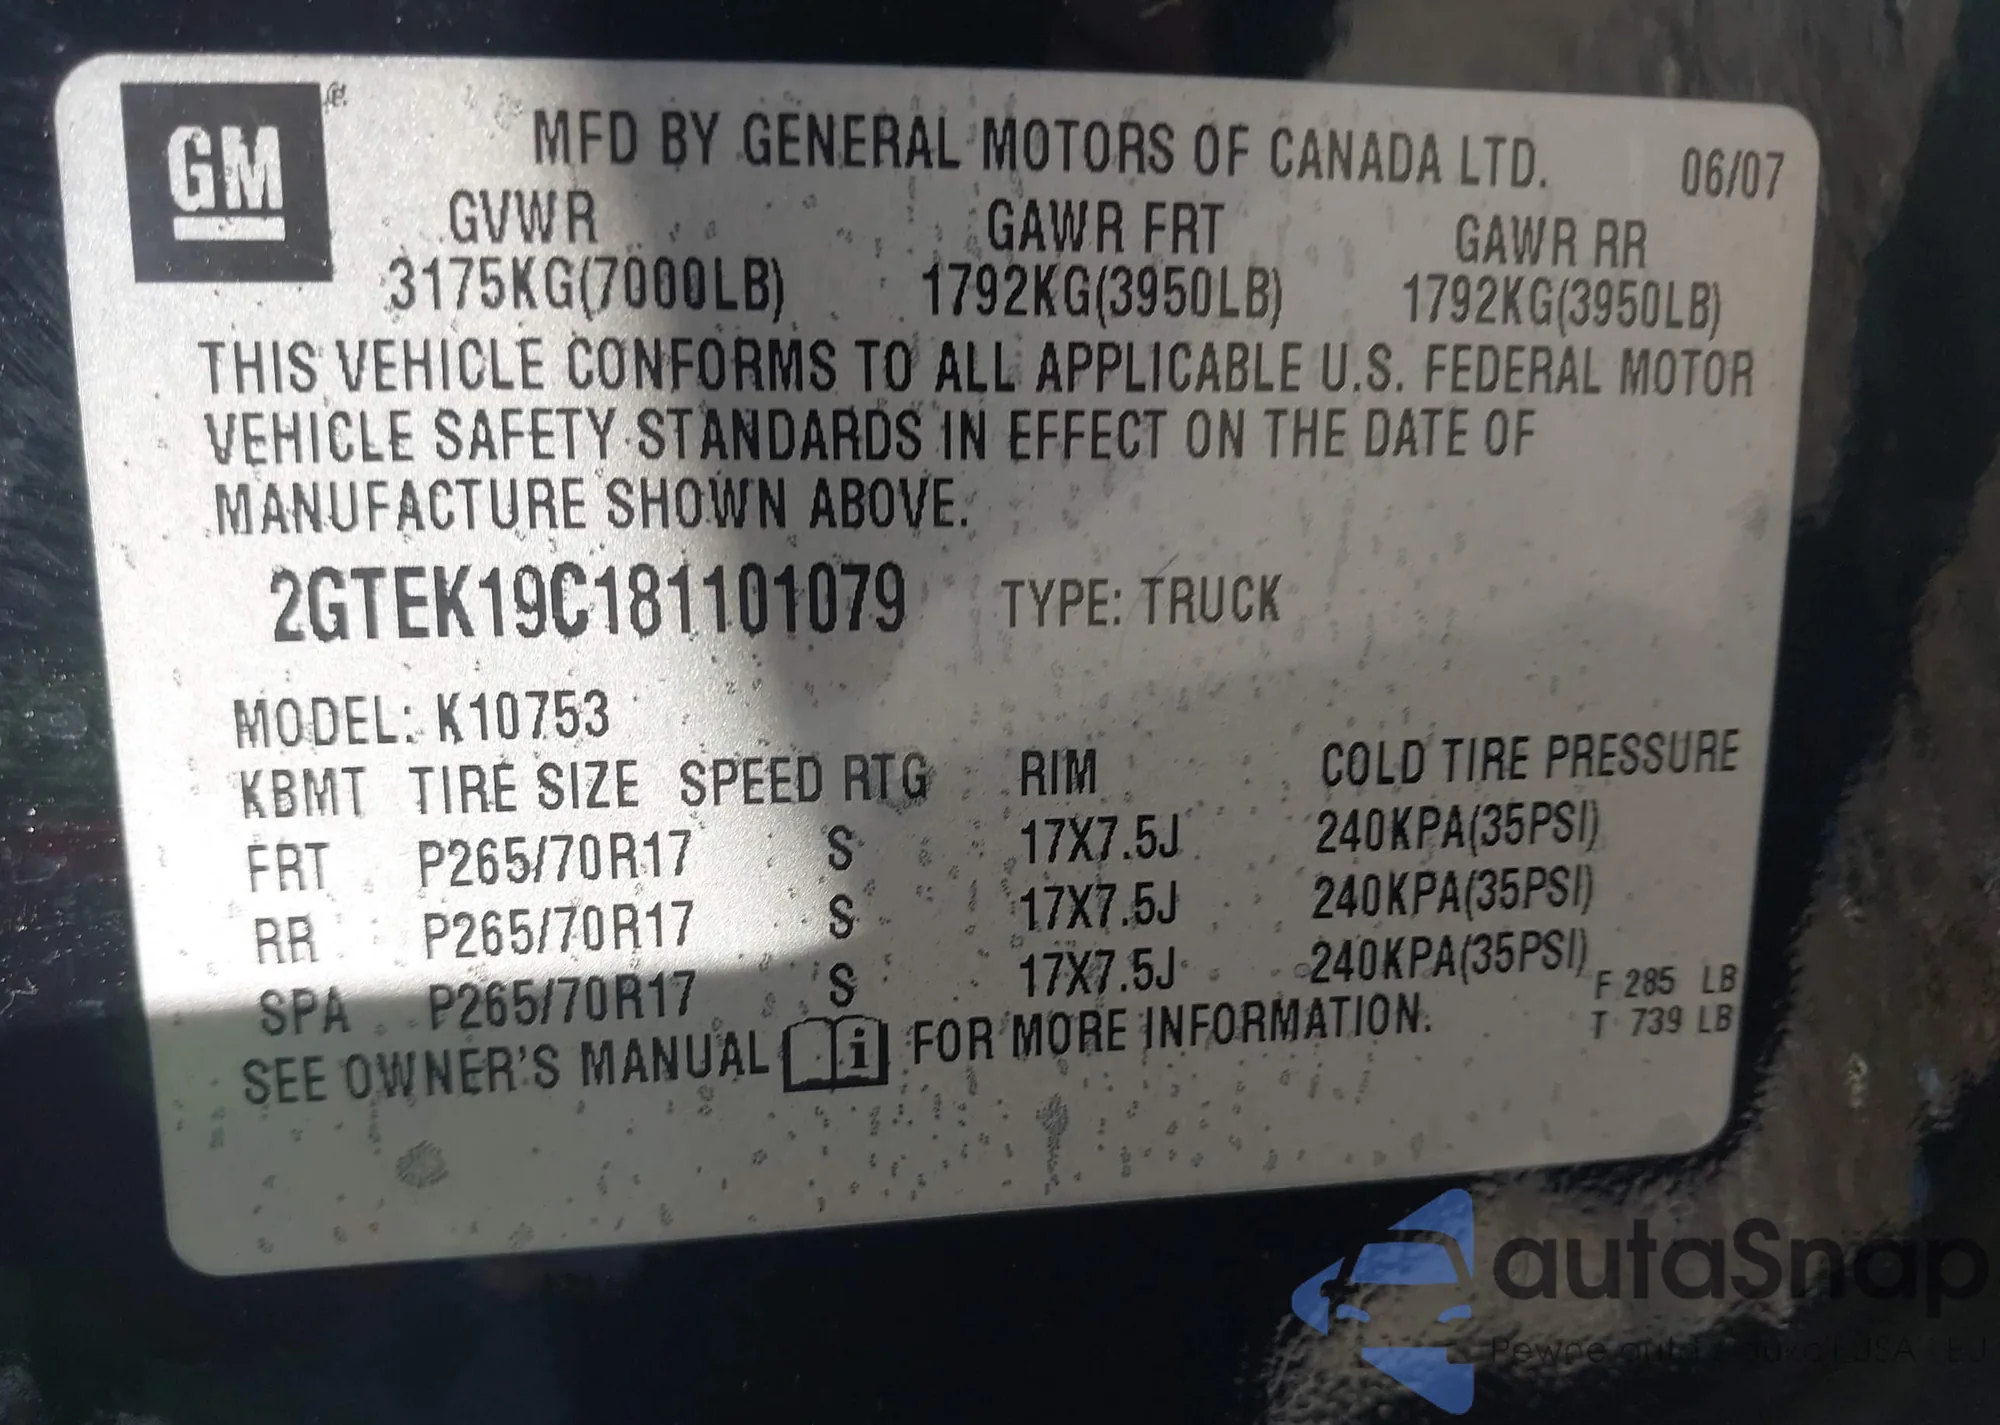 GM
MFD BY GENERAL MOTORS OF CANADA LTD. 06/07
GVWR GAWR FRT GAWR RR
3175KG(7000LB) 1792KG(3950LB) 1792KG(3950LB)
THIS VEHICLE CONFORMS TO ALL APPLICABLE U.S. FEDERAL MOTOR
VEHICLE SAFETY STANDARDS IN EFFECT ON THE DATE OF
MANUFACTURE SHOWN ABOVE.
2GTEK19C181101079 TYPE: TRUCK
MODEL: K10753
KBMT TIRE SIZE SPEED RTG RIM COLD TIRE PRESSURE
FRT P265/70R17 S 17X7.5J 240KPA(35PSI)
RR P265/70R17 S 17X7.5J 240KPA(35PSI)
SPA P265/70R17 S 17X7.5J 240KPA(35PSI)
F 285 LB
T 739 LB
SEE OWNER'S MANUAL i FOR MORE INFORMATION.
autaSnap
Pewne auta USA